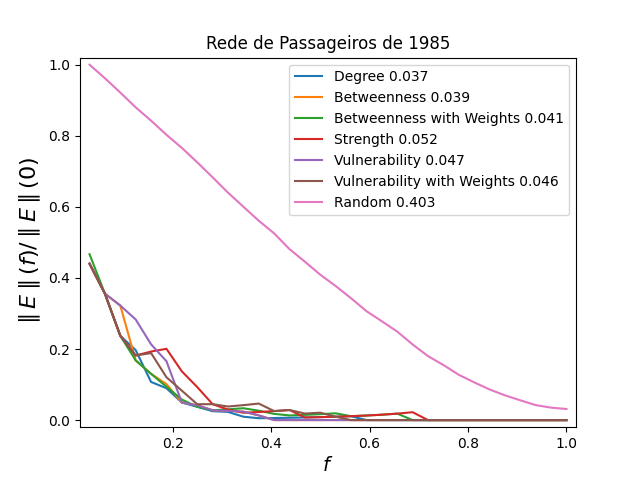 Rede de Passageiros de 1985
1.0
0.8
0.6
0.4
0.2
0.0
0.2
0.4
0.6
0.8
1.0
f
‖ E ‖ (f)/ ‖ E ‖ (0)
Degree 0.037
Betweenness 0.039
Betweenness with Weights 0.041
Strength 0.052
Vulnerability 0.047
Vulnerability with Weights 0.046
Random 0.403